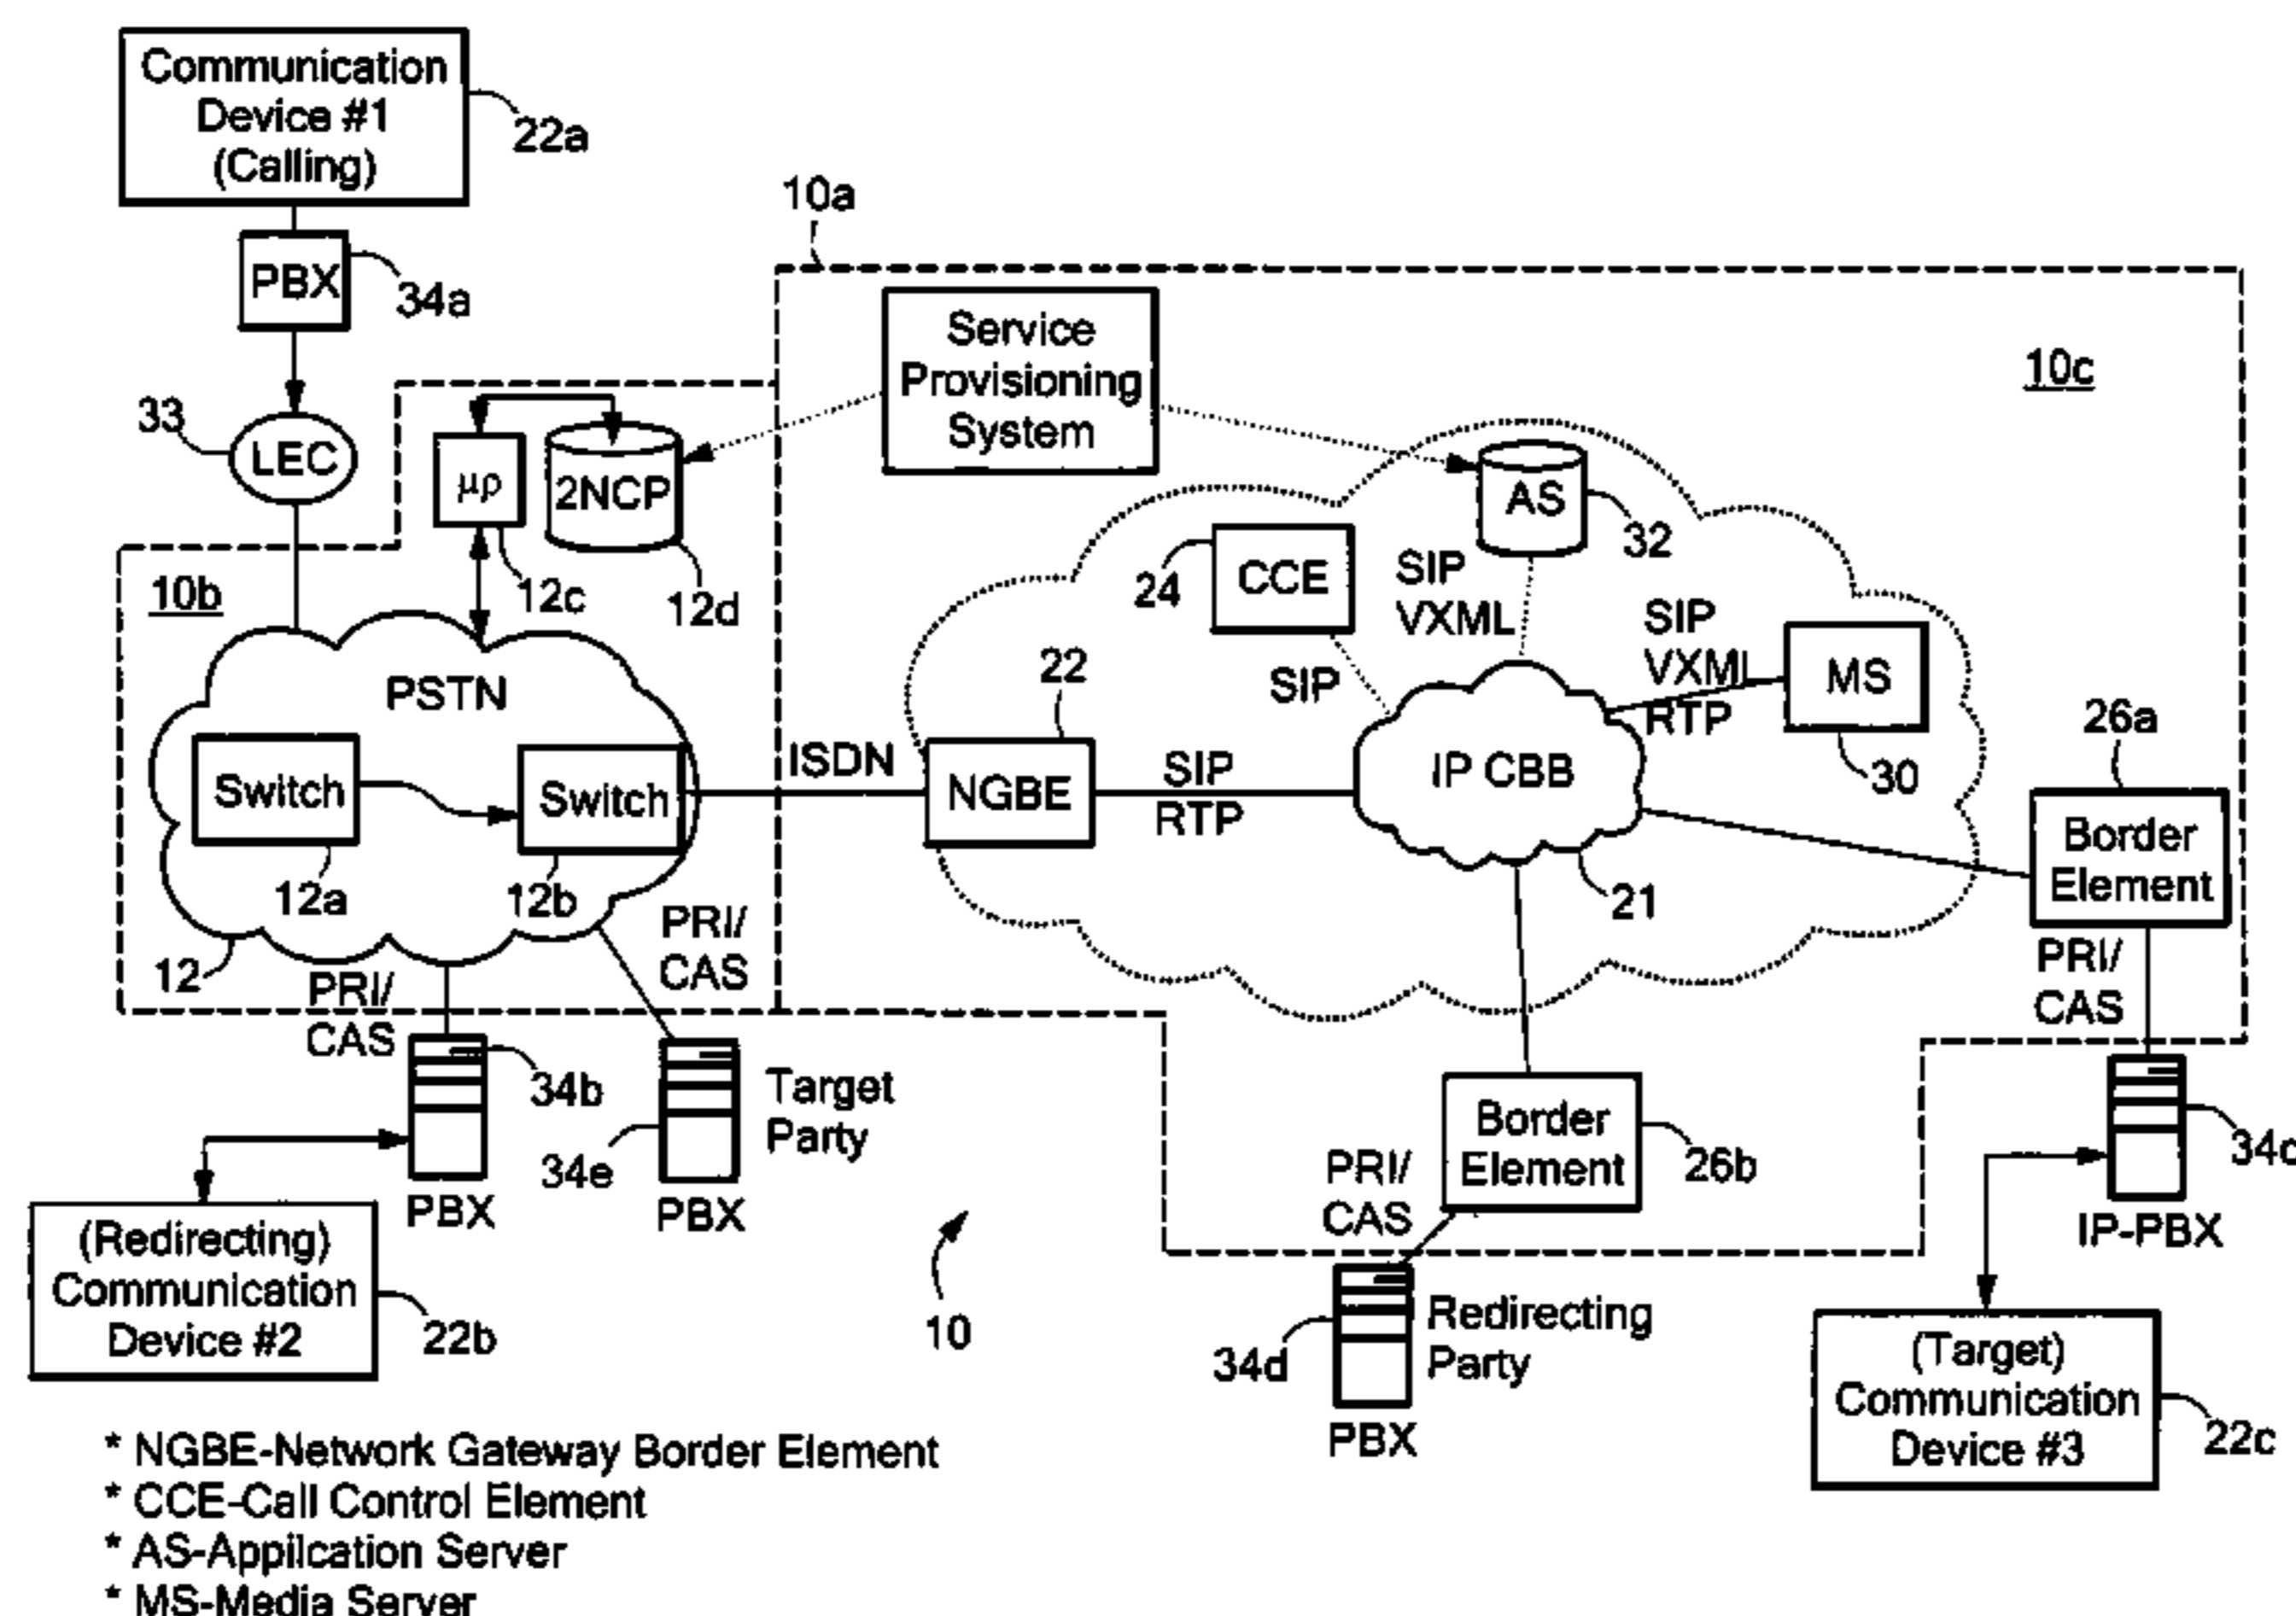 Communication
Device #1
(Calling)
22a
PBX
34a
10a
33
LEC
μρ
2NCP
12c
12d
Service
Provisioning
System
10c
AS
32
24
CCE
SIP
VXML
SIP
SIP
VXML
RTP
MS
30
10b
PSTN
Switch
Switch
12a
12b
12
ISDN
22
NGBE
SIP
RTP
IP CBB
21
26a
Border
Element
PRI/
CAS
PRI/
CAS
PRI/
CAS
34b
Target
Party
34e
PBX
PBX
(Redirecting)
Communication
Device #2
22b
10
Border
Element
26b
PRI/
CAS
34d
Redirecting
Party
PBX
IP-PBX
(Target)
Communication
Device #3
22c
* NGBE-Network Gateway Border Element
* CCE-Call Control Element
* AS-Appilcation Server
* MS-Media Server